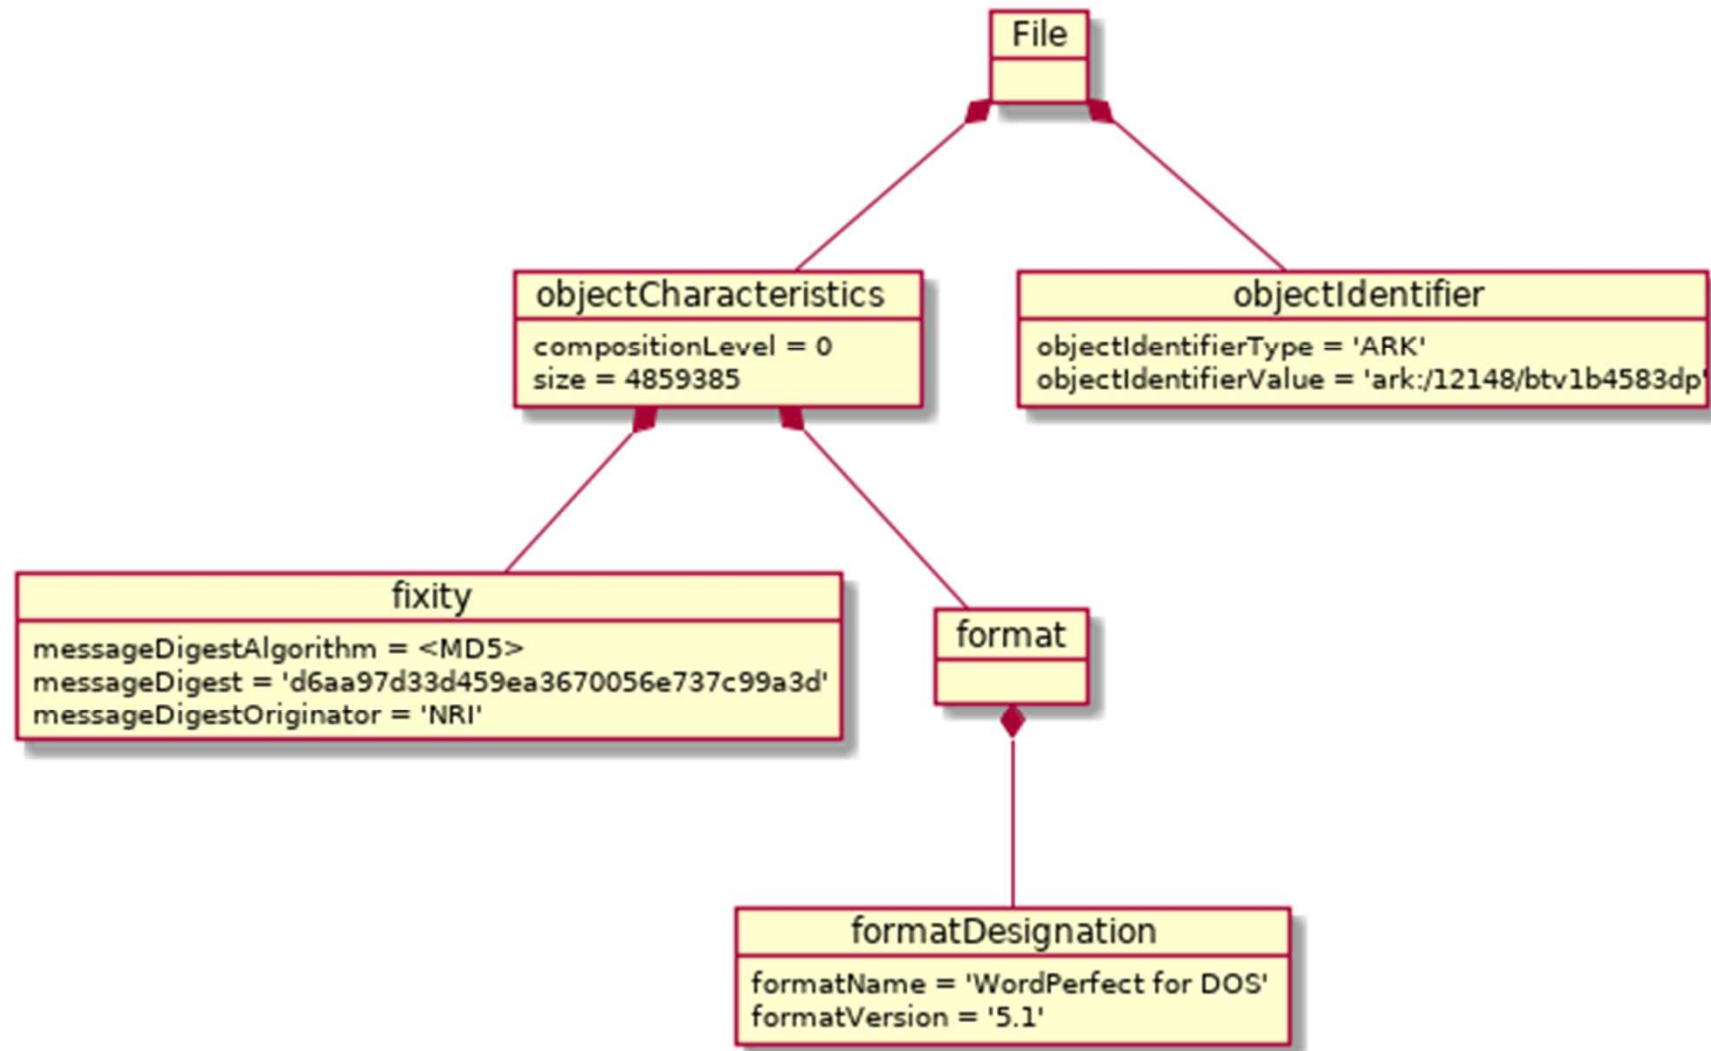 File
objectCharacteristics
compositionLevel = 0
size = 4859385
objectIdentifier
objectIdentifierType = 'ARK'
objectIdentifierValue = 'ark:/12148/btv1b4583dp'
fixity
messageDigestAlgorithm = <MD5>
messageDigest = 'd6aa97d33d459ea3670056e737c99a3d'
messageDigestOriginator = 'NRI'
format
formatDesignation
formatName = 'WordPerfect for DOS'
formatVersion = '5.1'